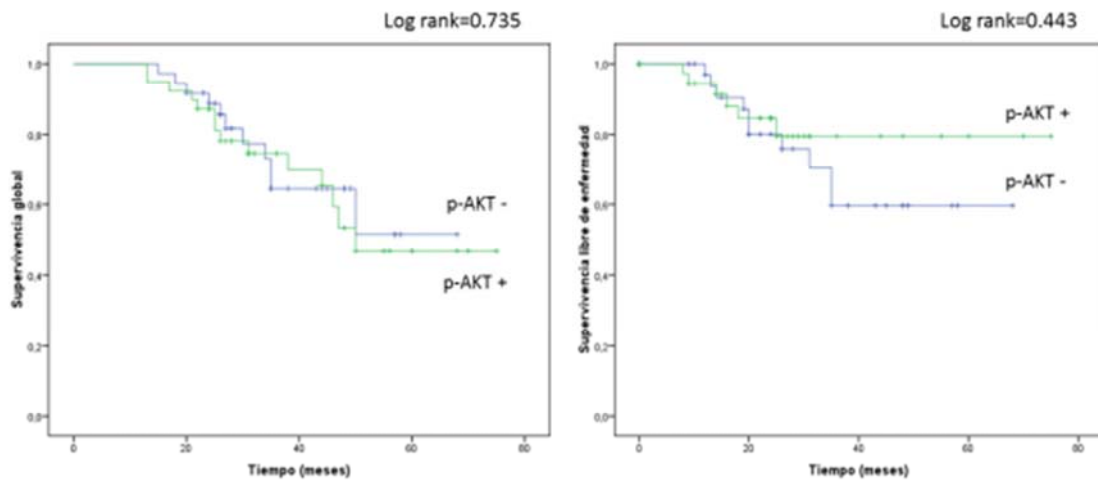 Log rank=0.735
Supervivencia global
1,0
0,8
0,6
0,4
0,2
0,0
p-AKT -
p-AKT +
0
20
40
60
80
Tiempo (meses)
Log rank=0.443
Supervivencia libre de enfermedad
1,0
0,8
0,6
0,4
0,2
0,0
p-AKT +
p-AKT -
0
20
40
60
80
Tiempo (meses)